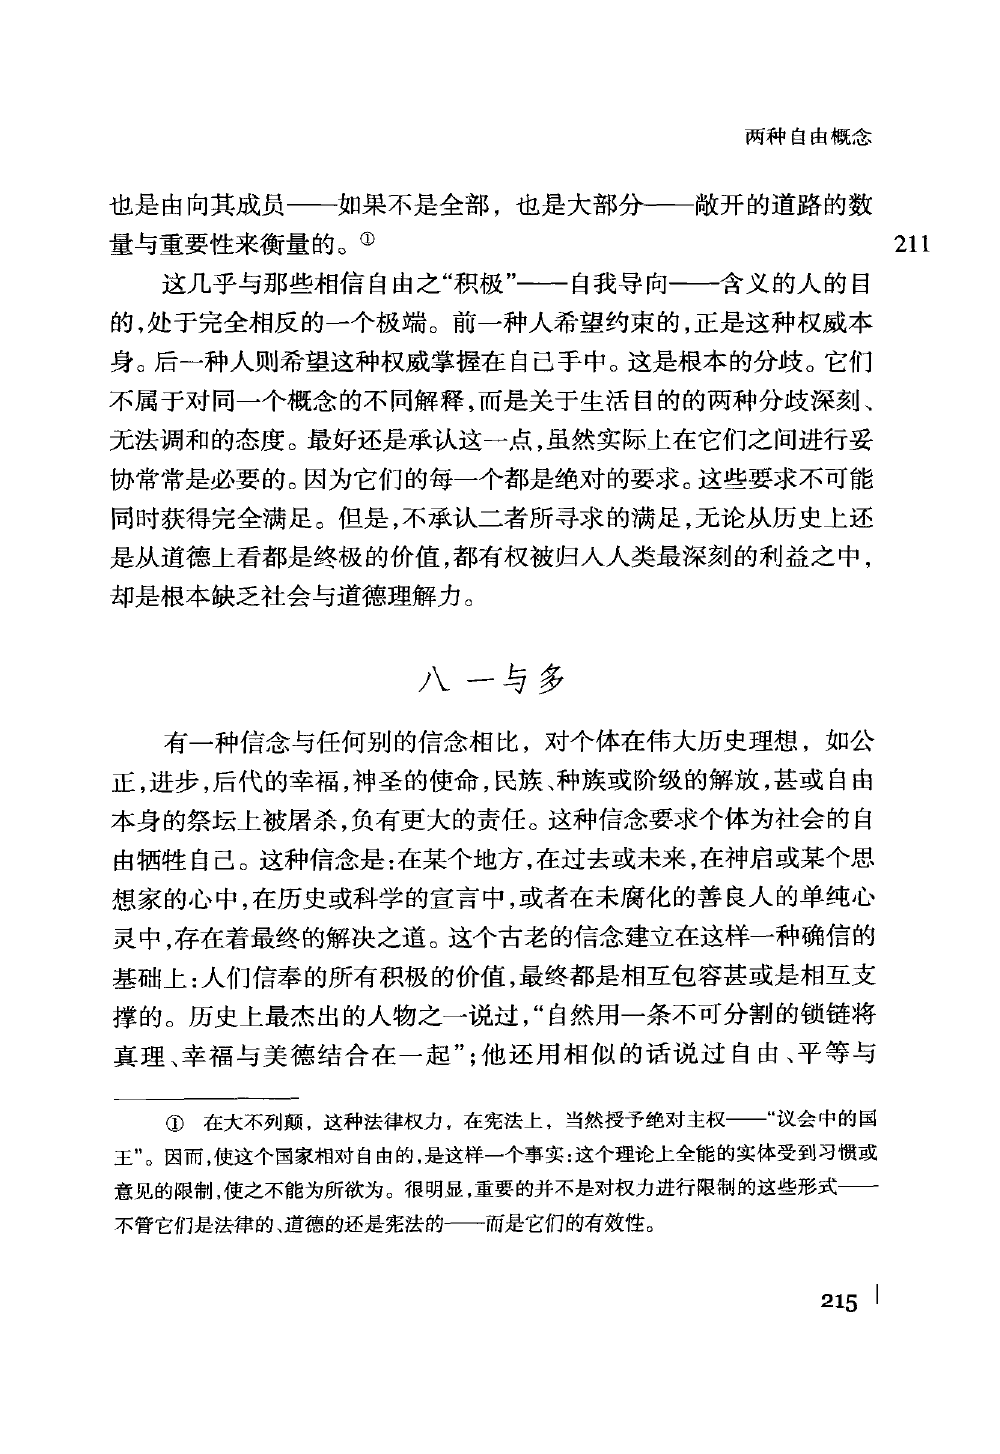 两种自由概念
也是由向其成员——如果不是全部，也是大部分——敞开的道路的数
量与重要性来衡量的。①
211
这几乎与那些相信自由之“积极”——自我导向——含义的人的目
的,处于完全相反的一个极端。前一种人希望约束的,正是这种权威本
身。后一种人则希望这种权威掌握在自己手中。这是根本的分歧。它们
不属于对同一个概念的不同解释,而是关于生活目的的两种分歧深刻、
无法调和的态度。最好还是承认这一点,虽然实际上在它们之间进行妥
协常常是必要的。因为它们的每一个都是绝对的要求。这些要求不可能
同时获得完全满足。但是,不承认二者所寻求的满足,无论从历史上还
是从道德上看都是终极的价值,都有权被归入人类最深刻的利益之中,
却是根本缺乏社会与道德理解力。
八 一与多
有一种信念与任何别的信念相比，对个体在伟大历史理想，如公
正,进步,后代的幸福,神圣的使命,民族、种族或阶级的解放,甚或自由
本身的祭坛上被屠杀,负有更大的责任。这种信念要求个体为社会的自
由牺牲自己。这种信念是:在某个地方,在过去或未来,在神启或某个思
想家的心中,在历史或科学的宣言中,或者在未腐化的善良人的单纯心
灵中,存在着最终的解决之道。这个古老的信念建立在这样一种确信的
基础上:人们信奉的所有积极的价值,最终都是相互包容甚或是相互支
撑的。历史上最杰出的人物之一说过,“自然用一条不可分割的锁链将
真理、幸福与美德结合在一起”;他还用相似的话说过自由、平等与
① 在大不列颠，这种法律权力，在宪法上，当然授予绝对主权——“议会中的国
王”。因而,使这个国家相对自由的,是这样一个事实:这个理论上全能的实体受到习惯或
意见的限制,使之不能为所欲为。很明显,重要的并不是对权力进行限制的这些形式——
不管它们是法律的、道德的还是宪法的——而是它们的有效性。
215